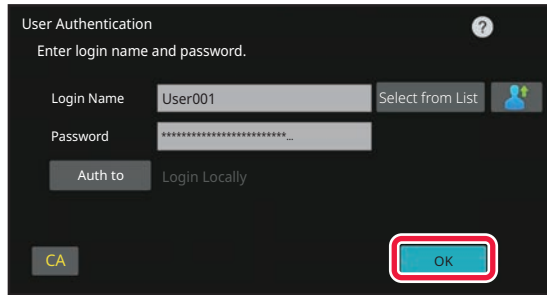 User Authentication
?
Enter login name and password.
Login Name User001 Select from List
Password *************************...
Auth to Login Locally
CA OK